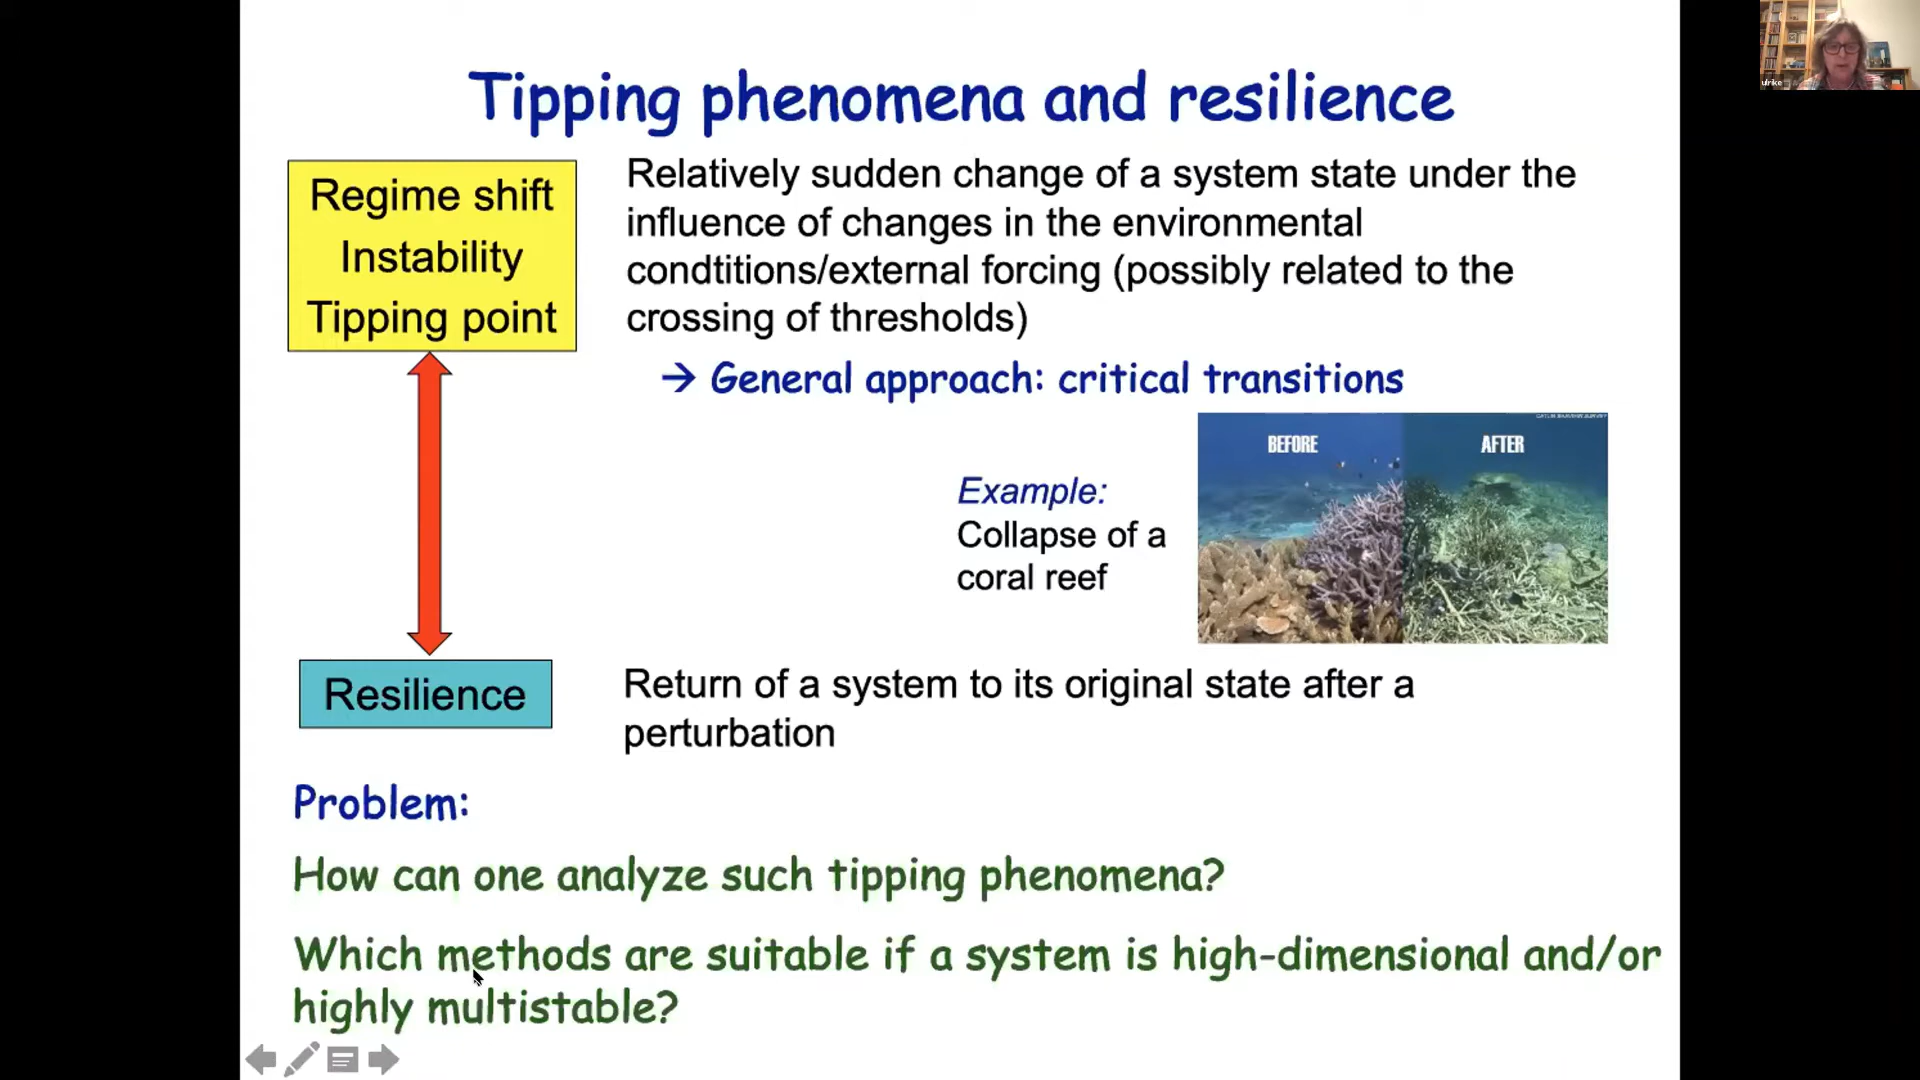 Tipping phenomena and resilience
Regime shift
Instability
Tipping point
Relatively sudden change of a system state under the
influence of changes in the environmental
condtitions/external forcing (possibly related to the
crossing of thresholds)
→ General approach: critical transitions
BEFORE
AFTER
Example:
Collapse of a
coral reef
Resilience
Return of a system to its original state after a
perturbation
Problem:
How can one analyze such tipping phenomena?
Which methods are suitable if a system is high-dimensional and/or
highly multistable?
ulrike